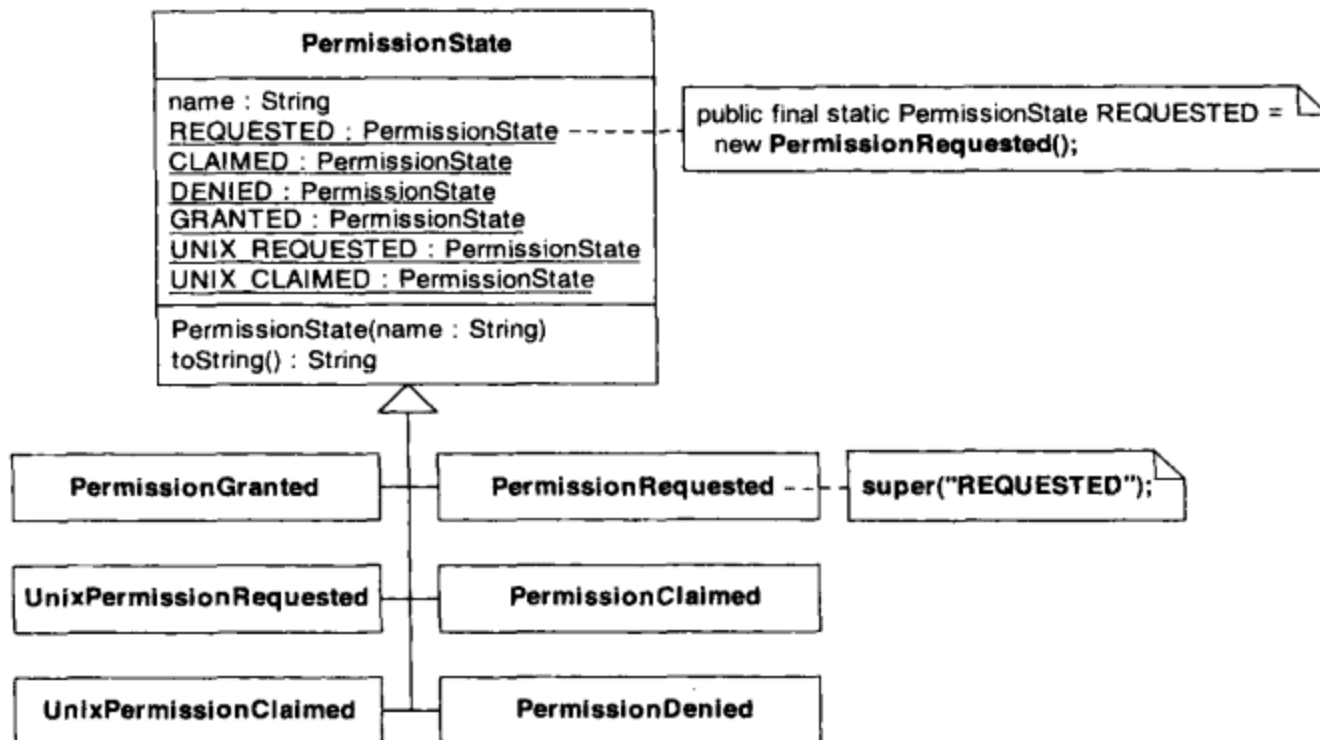 PermissionState
name : String
REQUESTED : PermissionState
CLAIMED : PermissionState
DENIED : PermissionState
GRANTED : PermissionState
UNIX_REQUESTED : PermissionState
UNIX_CLAIMED : PermissionState
PermissionState(name : String)
toString() : String
public final static PermissionState REQUESTED =
new PermissionRequested();
PermissionGranted
PermissionRequested
super("REQUESTED");
UnixPermissionRequested
PermissionClaimed
UnixPermissionClaimed
PermissionDenied